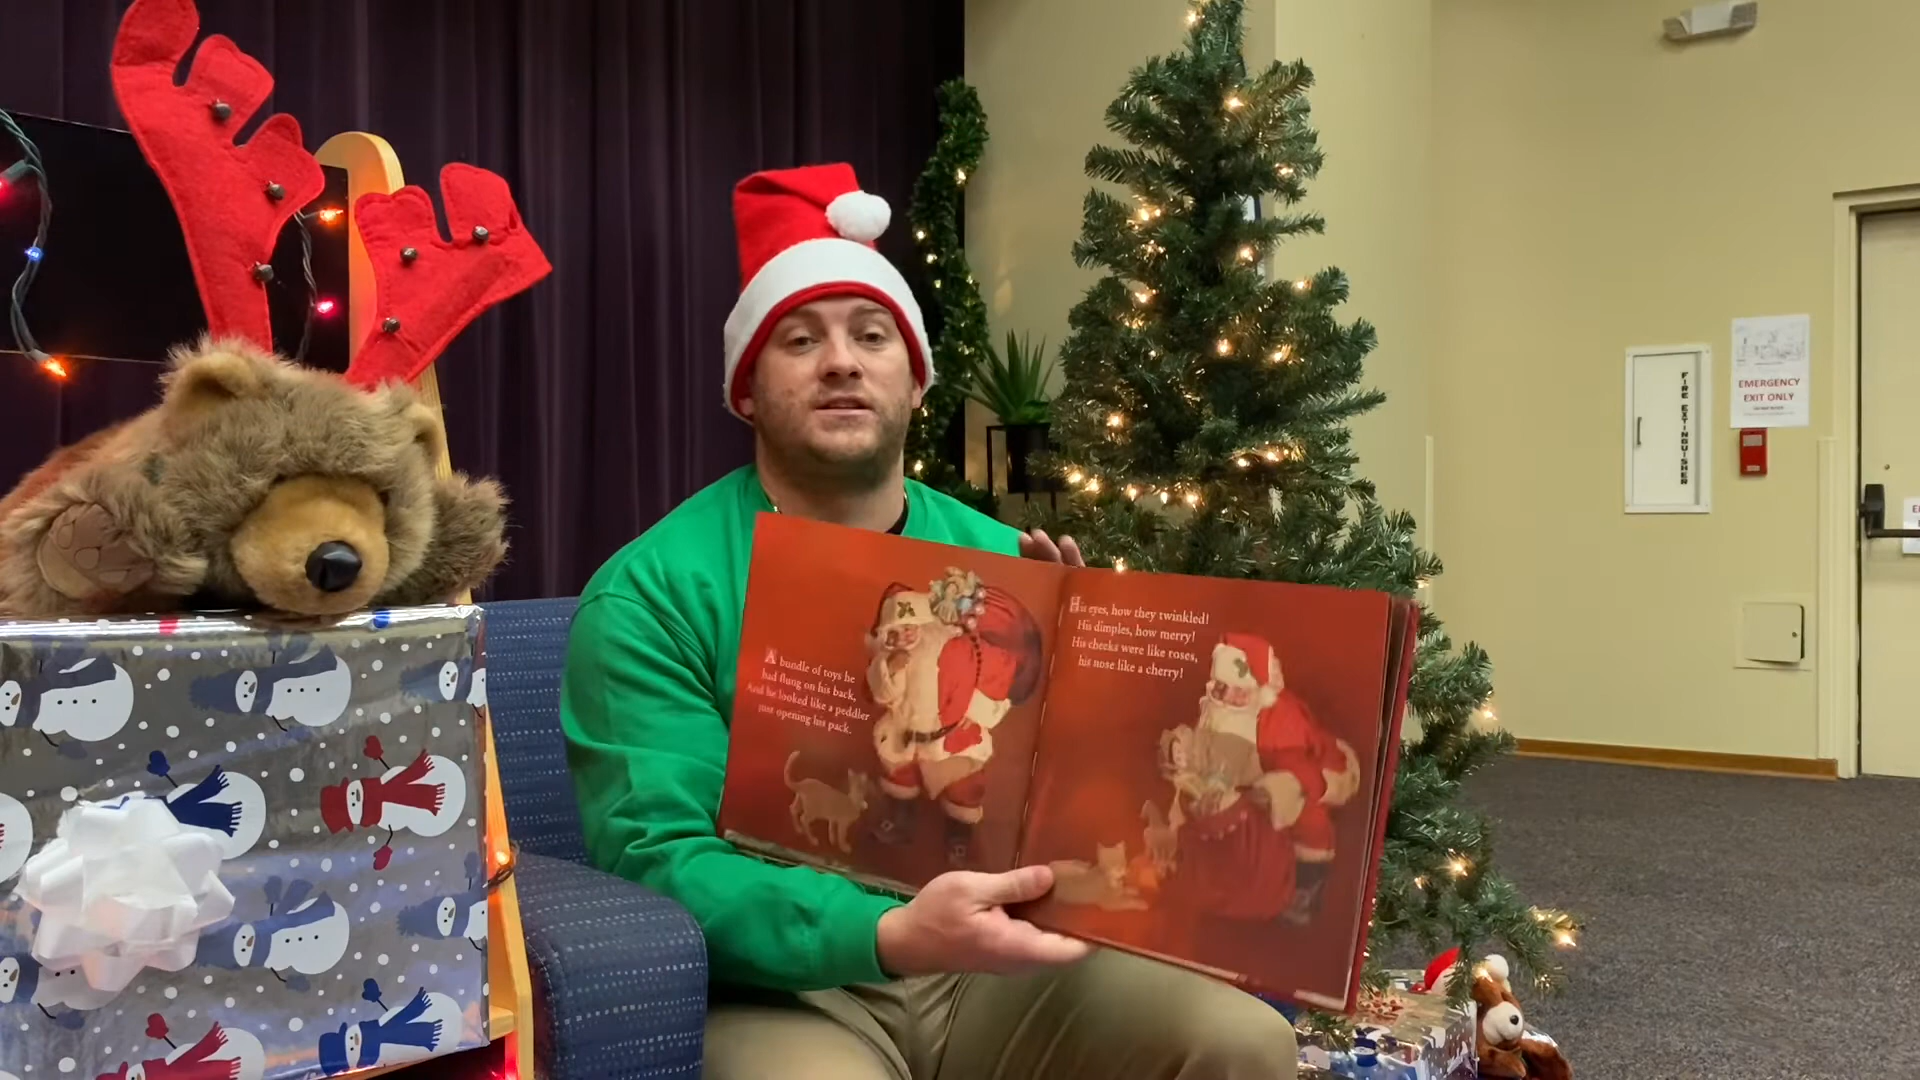 A bundle of toys he
had flung on his back,
And he looked like a peddler
just opening his pack.
His eyes, how they twinkled!
His dimples, how merry!
His cheeks were like roses,
his nose like a cherry!
FIRE EXTINGUISHER
EMERGENCY
EXIT ONLY